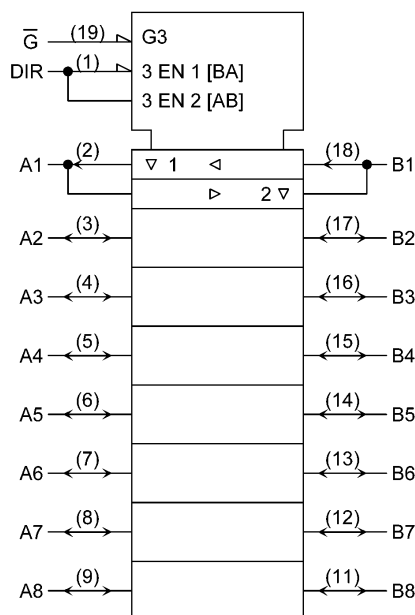 G̅ (19) G3
DIR (1) 3 EN 1 [BA]
3 EN 2 [AB]
A1 (2) ▽ 1 ◁ (18) B1
▷ 2 ▽
A2 (3) (17) B2
A3 (4) (16) B3
A4 (5) (15) B4
A5 (6) (14) B5
A6 (7) (13) B6
A7 (8) (12) B7
A8 (9) (11) B8